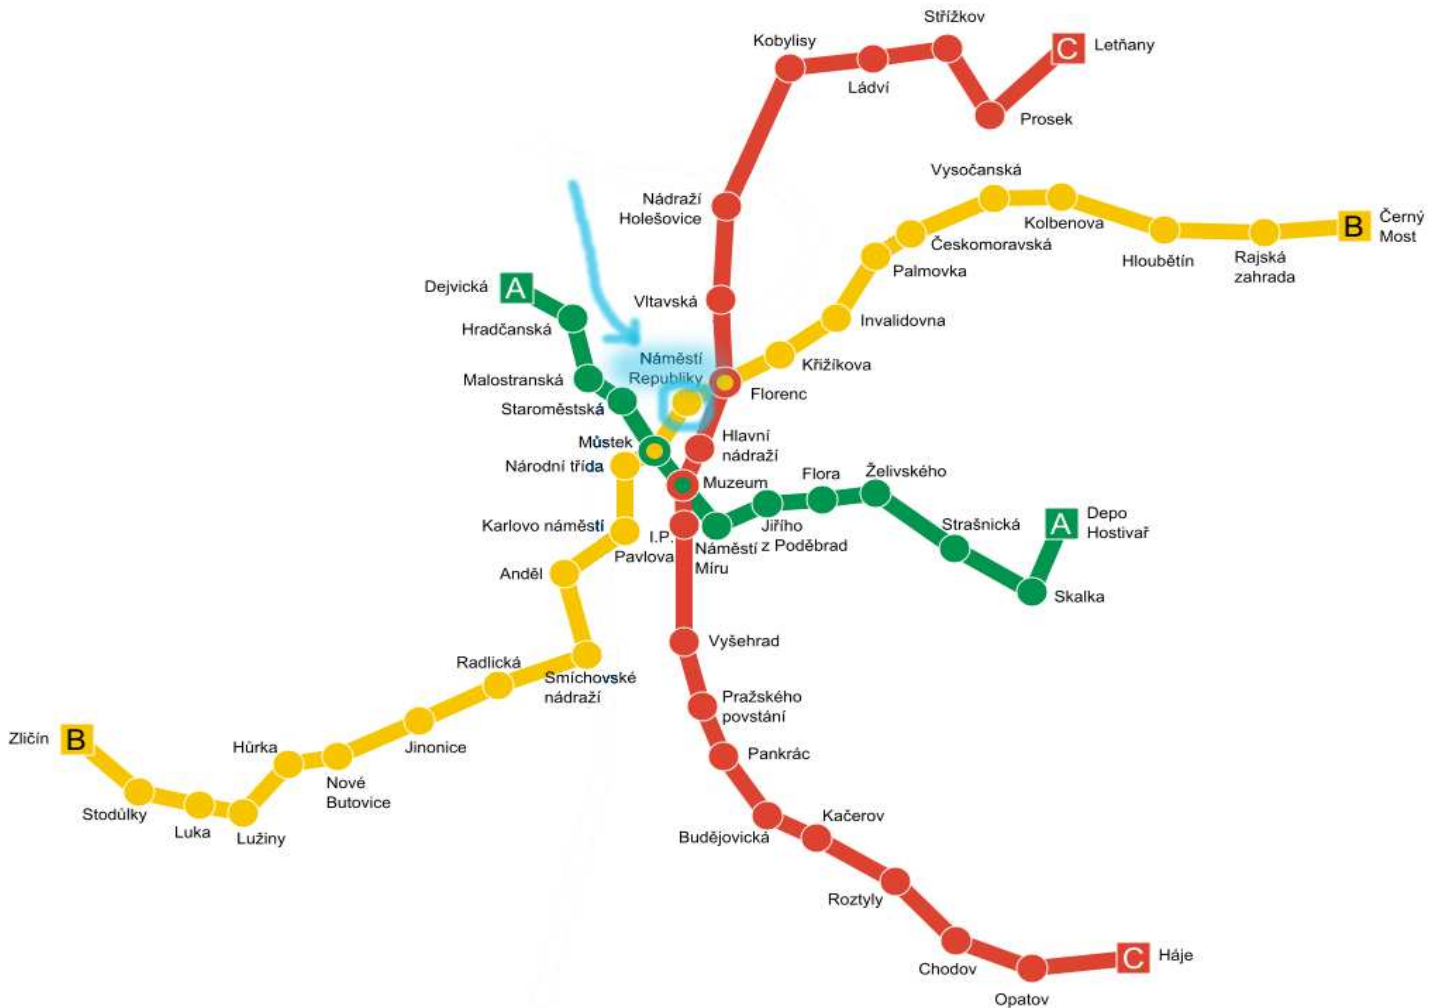 Střížkov
Kobylisy
C
Letňany
Ládví
Prosek
Vysočanská
Nádraží
Holešovice
Kolbenova
Černý
Most
B
Českomoravská
Hloubětín
Rajská
zahrada
Palmovka
Dejvická
A
Vltavská
Hradčanská
Invalidovna
Náměstí
Republiky
Křižíkova
Malostranská
Florenc
Staroměstská
Můstek
Hlavní
nádraží
Národní třída
Muzeum
Flora
Želivského
Karlovo náměstí
I.P.
Pavlova
Náměstí
Míru
Jiřího
z Poděbrad
Strašnická
A
Depo
Hostivař
Anděl
Skalka
Vyšehrad
Radlická
Smíchovské
nádraží
Pražského
povstání
Zličín
B
Hůrka
Jinonice
Pankrác
Nové
Butovice
Stodůlky
Luka
Lužiny
Budějovická
Kačerov
Roztyly
Chodov
C
Háje
Opatov